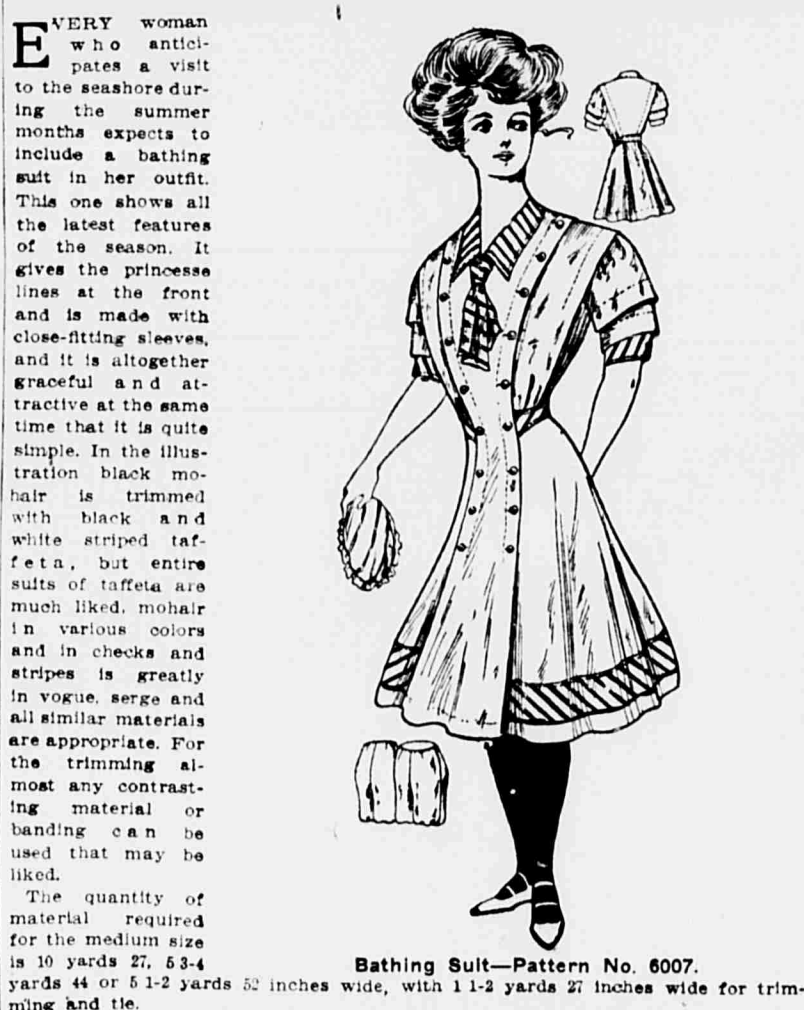 EVERY woman
who antici-
pates a visit
to the seashore dur-
ing the summer
months expects to
include a bathing
suit in her outfit.
This one shows all
the latest features
of the season. It
gives the princesse
lines at the front
and is made with
close-fitting sleeves,
and it is altogether
graceful and at-
tractive at the same
time that it is quite
simple. In the illus-
tration black mo-
hair is trimmed
with black and
white striped taf-
feta, but entire
suits of taffeta are
much liked, mohair
in various colors
and in checks and
stripes is greatly
in vogue, serge and
all similar materials
are appropriate. For
the trimming al-
most any contrast-
ing material or
banding can be
used that may be
liked.
The quantity of
material required
for the medium size
is 10 yards 27, 5 3-4
yards 44 or 5 1-2 yards 52 inches wide, with 1 1-2 yards 27 inches wide for trim-
ming and tie.
Bathing Suit—Pattern No. 6007.